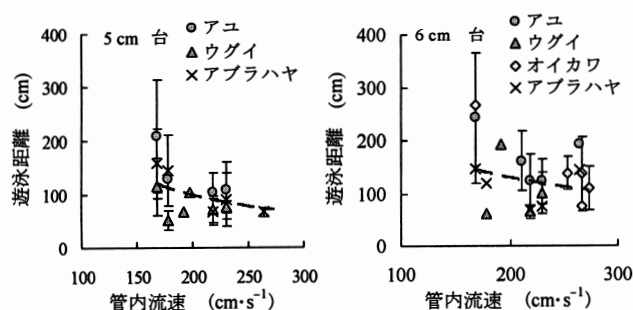 5 cm 台
アユ
ウグイ
アブラハヤ
遊泳距離 (cm)
400
300
200
100
0
100 200 300
管内流速 (cm・s⁻¹)
6 cm 台
アユ
ウグイ
オイカワ
アブラハヤ
遊泳距離 (cm)
400
300
200
100
0
100 200 300
管内流速 (cm・s⁻¹)